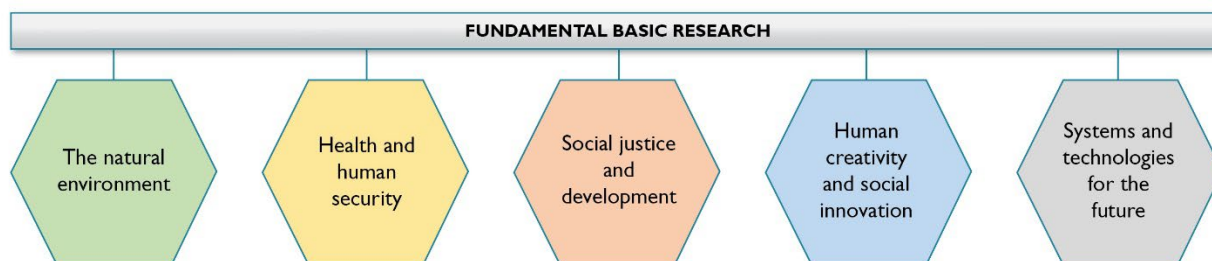 FUNDAMENTAL BASIC RESEARCH
The natural
environment
Health and
human
security
Social justice
and
development
Human
creativity
and social
innovation
Systems and
technologies
for the
future